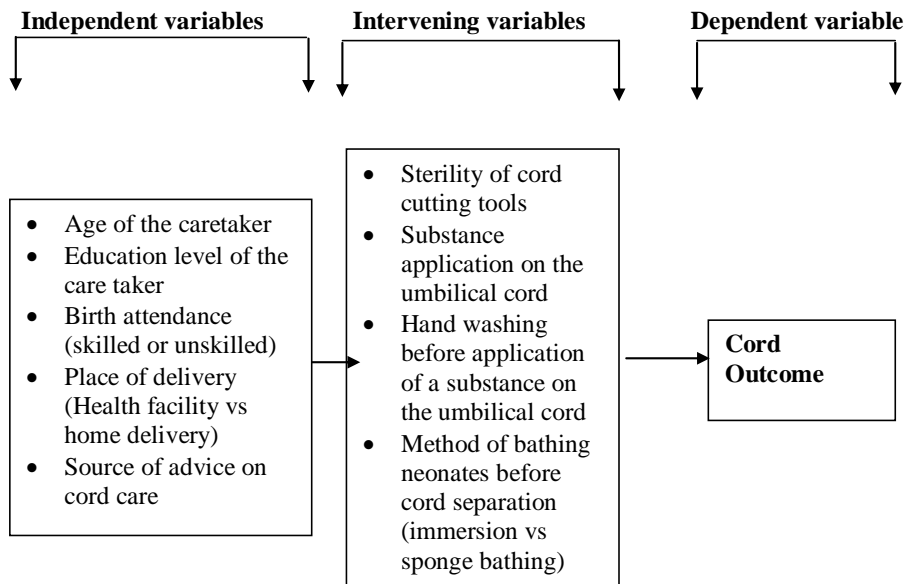 Independent variables
Intervening variables
Dependent variable
• Age of the caretaker
• Education level of the
care taker
• Birth attendance
(skilled or unskilled)
• Place of delivery
(Health facility vs
home delivery)
• Source of advice on
cord care
• Sterility of cord
cutting tools
• Substance
application on the
umbilical cord
• Hand washing
before application
of a substance on
the umbilical cord
• Method of bathing
neonates before
cord separation
(immersion vs
sponge bathing)
Cord
Outcome